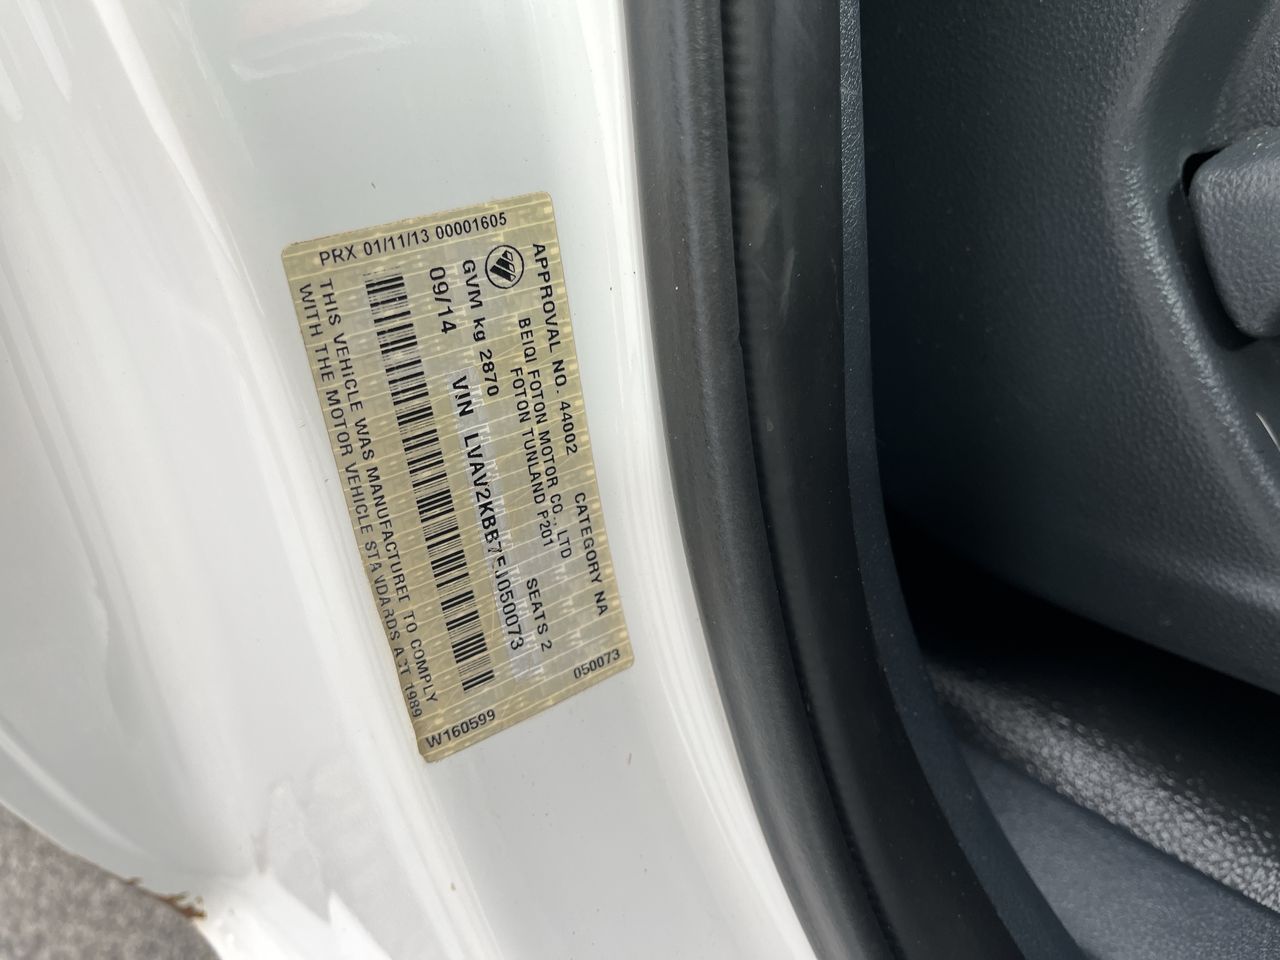 APPROVAL NO. 44002 CATEGORY NA
BEIQI FOTON MOTOR CO., LTD
FOTON TUNLAND P201
GVM kg 2870 SEATS 2
09/14 VIN LVAV2KBB7EJ050073
THIS VEHICLE WAS MANUFACTURED TO COMPLY
WITH THE MOTOR VEHICLE STANDARDS ACT 1989
PRX 01/11/13 00001605
W160599
050073